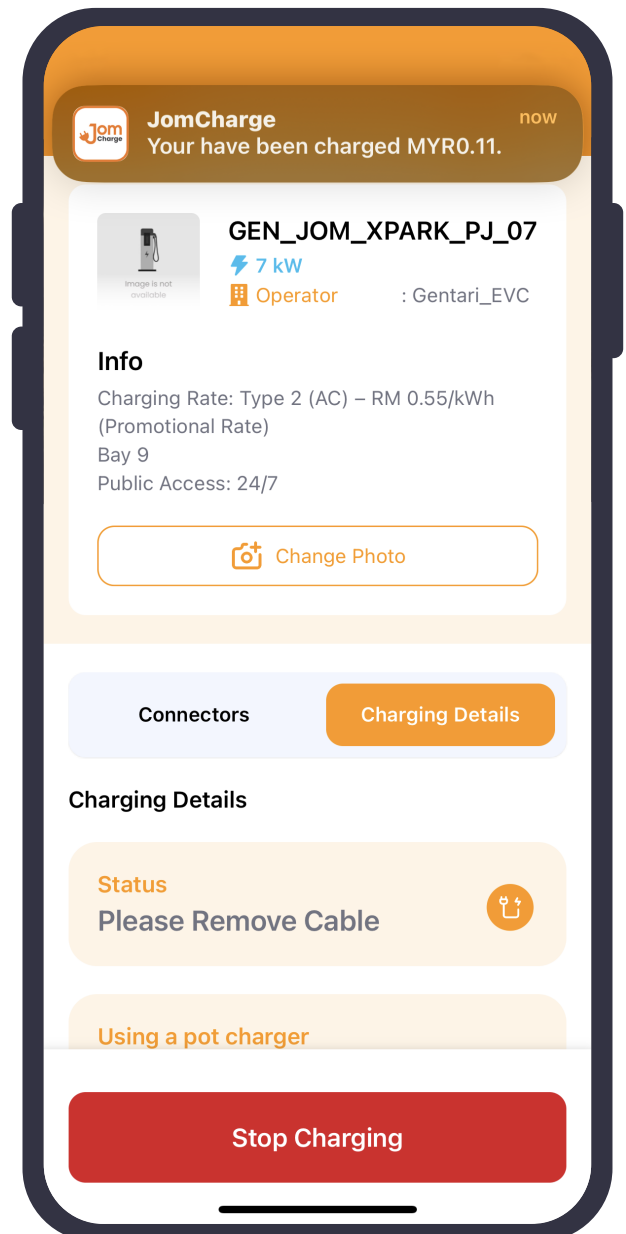 Jom
Charge
JomCharge
now
Your have been charged MYR0.11.
Image is not
available
GEN_JOM_XPARK_PJ_07
7 kW
Operator : Gentari_EVC
Info
Charging Rate: Type 2 (AC) – RM 0.55/kWh
(Promotional Rate)
Bay 9
Public Access: 24/7
Change Photo
Connectors
Charging Details
Charging Details
Status
Please Remove Cable
Using a pot charger
Stop Charging